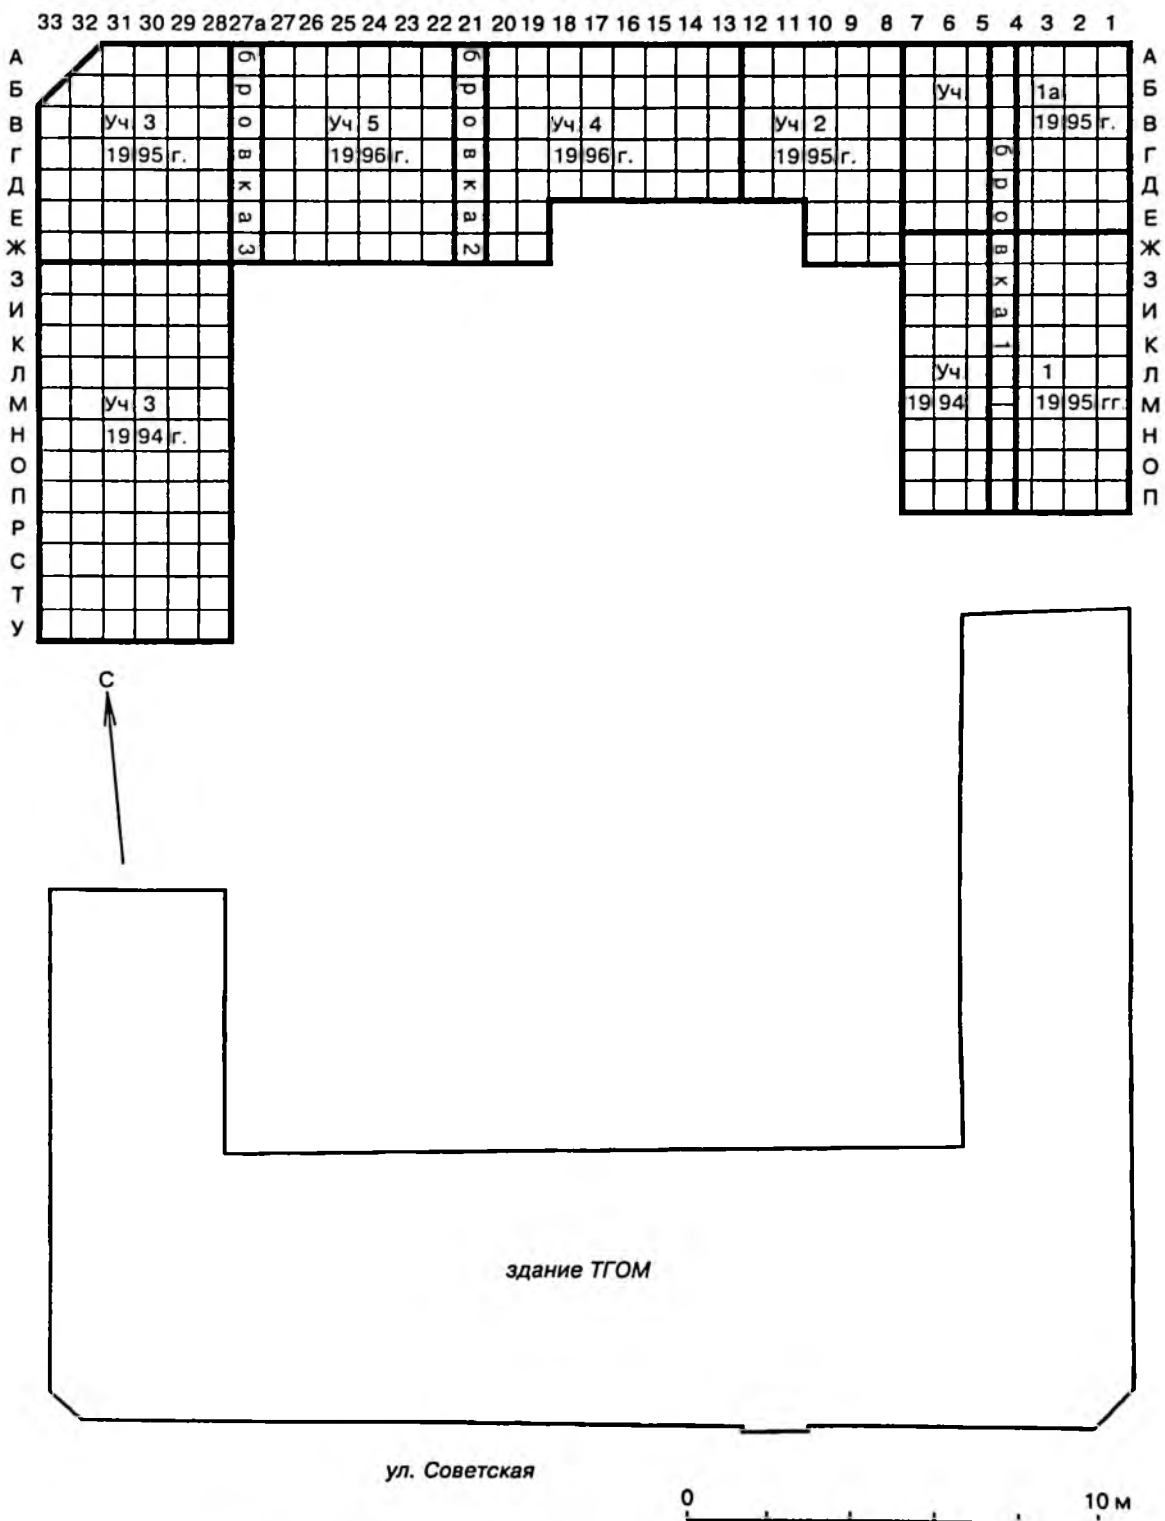 33 32 31 30 29 28 27а 27 26 25 24 23 22 21 20 19 18 17 16 15 14 13 12 11 10 9 8 7 6 5 4 3 2 1
А А
Б Уч 1а Б
В Уч 3 Уч 5 Уч 4 Уч 2 1995 г. В
Г 1995 г. 1996 г. 1996 г. 1995 г. Г
Д Д
Е Е
Ж Ж
бровка 3
бровка 2
бровка 1
З З
И И
К К
Л Уч 1 Л
М Уч 3 1994 — 1995 гг. М
Н 1994 г. Н
О О
П П
Р
С
Т
У
С
здание ТГОМ
ул. Советская
0 10 м